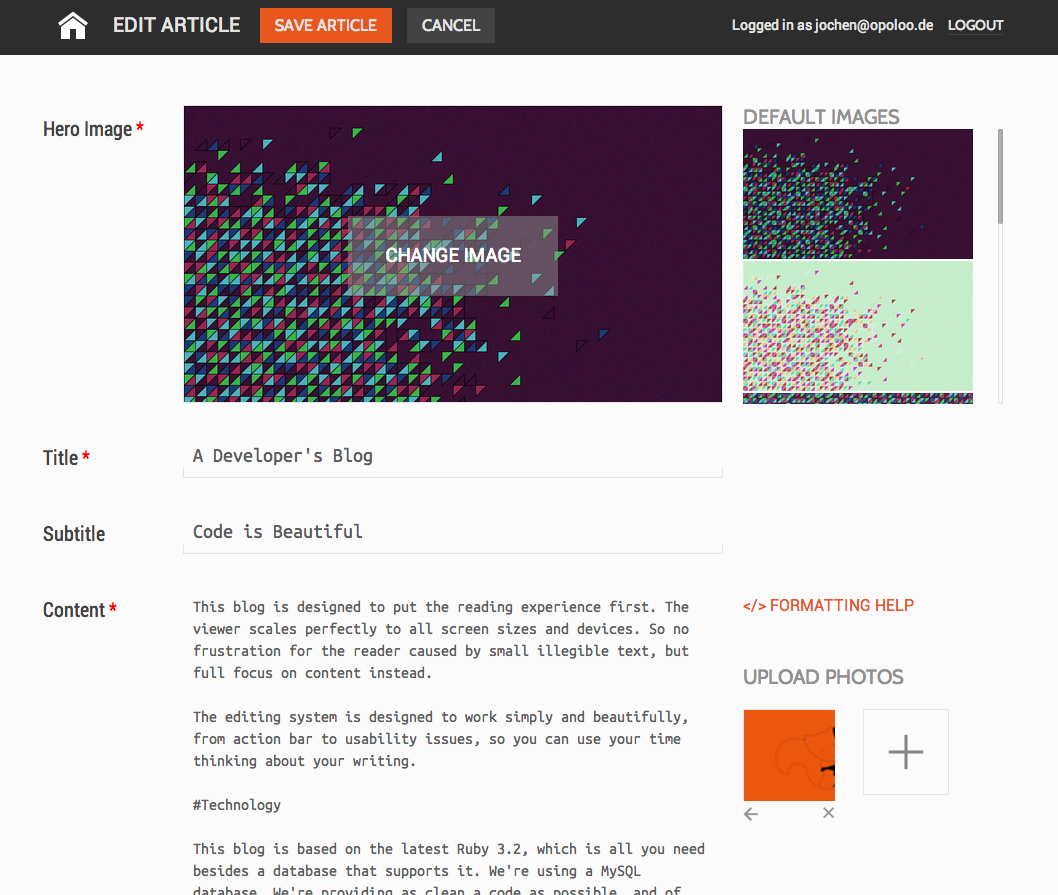 EDIT ARTICLE SAVE ARTICLE CANCEL Logged in as jochen@opoloo.de LOGOUT
Hero Image *
CHANGE IMAGE
DEFAULT IMAGES
Title * A Developer's Blog
Subtitle Code is Beautiful
Content *
This blog is designed to put the reading experience first. The
viewer scales perfectly to all screen sizes and devices. So no
frustration for the reader caused by small illegible text, but
full focus on content instead.
The editing system is designed to work simply and beautifully,
from action bar to usability issues, so you can use your time
thinking about your writing.
#Technology
This blog is based on the latest Ruby 3.2, which is all you need
besides a database that supports it. We're using a MySQL
database. We're providing as clean a code as possible, and of
</> FORMATTING HELP
UPLOAD PHOTOS